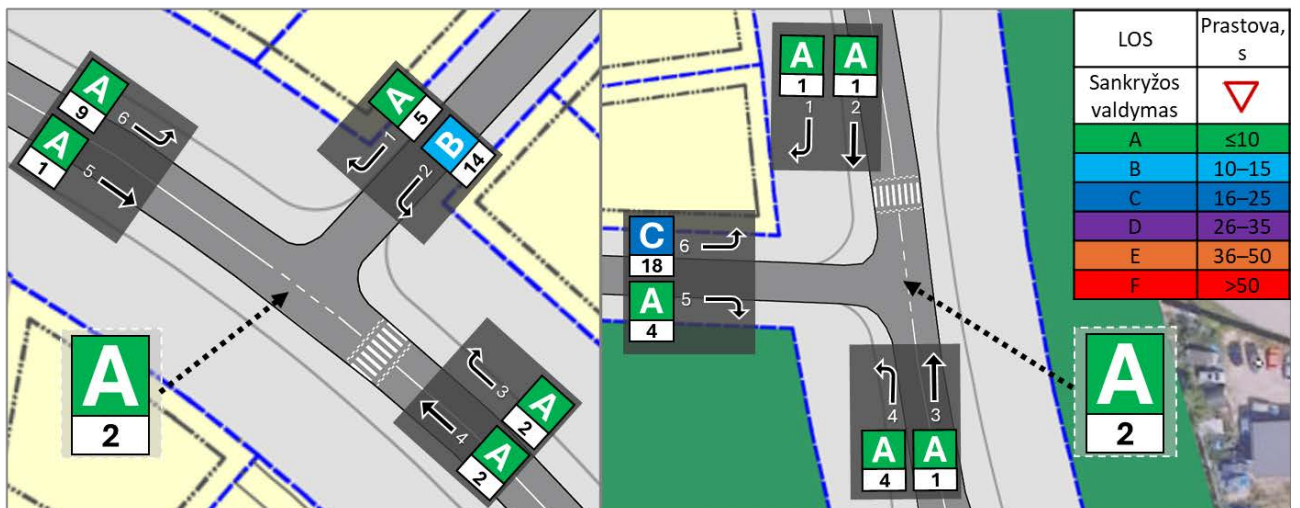 A
9
6
A
1
5
A
5
1
B
14
2
3
A
2
4
A
2
A
2
A
1
1
A
1
2
C
18
6
A
4
5
4
A
4
3
A
1
A
2
LOS Prastova, s
Sankryžos valdymas
A ≤10
B 10–15
C 16–25
D 26–35
E 36–50
F >50